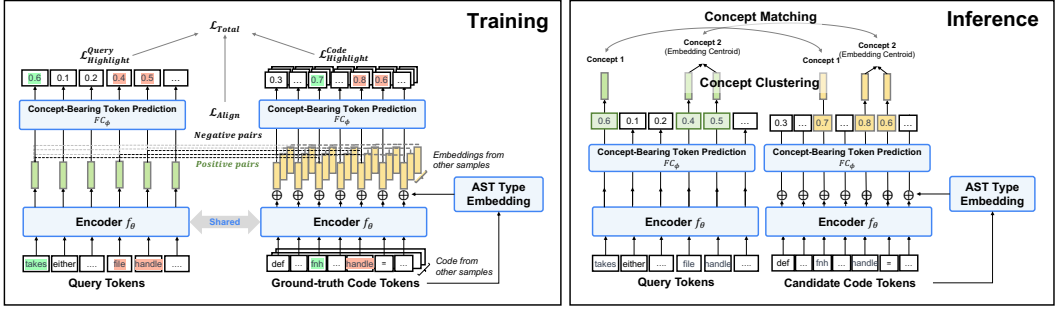 Training
ℒ_Total
ℒ^Query_Highlight
ℒ^Code_Highlight
0.6 0.1 0.2 0.4 0.5 ...
0.3 ... 0.7 ... 0.8 0.6 ...
Concept-Bearing Token Prediction
FC_ϕ
ℒ_Align
Concept-Bearing Token Prediction
FC_ϕ
Negative pairs
Positive pairs
Embeddings from
other samples
AST Type
Embedding
Encoder f_θ
Shared
Encoder f_θ
takes either .... file handle ....
def ... fnh ... handle = ...
Code from
other samples
Query Tokens
Ground-truth Code Tokens
Inference
Concept Matching
Concept 1
Concept 2
(Embedding Centroid)
Concept 1
Concept 2
(Embedding Centroid)
Concept Clustering
0.6 0.1 0.2 0.4 0.5 ...
0.3 ... 0.7 ... 0.8 0.6 ...
Concept-Bearing Token Prediction
FC_ϕ
Concept-Bearing Token Prediction
FC_ϕ
AST Type
Embedding
Encoder f_θ
Encoder f_θ
takes either .... file handle ....
def ... fnh ... handle = ...
Query Tokens
Candidate Code Tokens